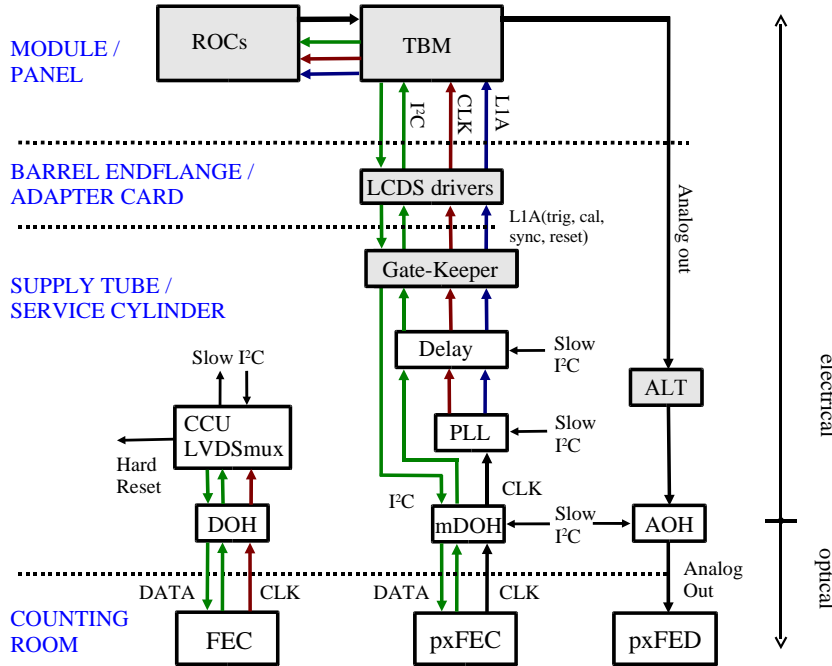 ROCs
TBM
MODULE /
PANEL
I²C
CLK
L1A
BARREL ENDFLANGE /
ADAPTER CARD
LCDS drivers
L1A(trig, cal,
sync, reset)
Analog out
Gate-Keeper
SUPPLY TUBE /
SERVICE CYLINDER
Delay
Slow
I²C
Slow I²C
ALT
electrical
CCU
LVDSmux
PLL
Slow
I²C
Hard
Reset
I²C
CLK
DOH
mDOH
Slow
I²C
AOH
optical
DATA
CLK
DATA
CLK
Analog
Out
COUNTING
ROOM
FEC
pxFEC
pxFED